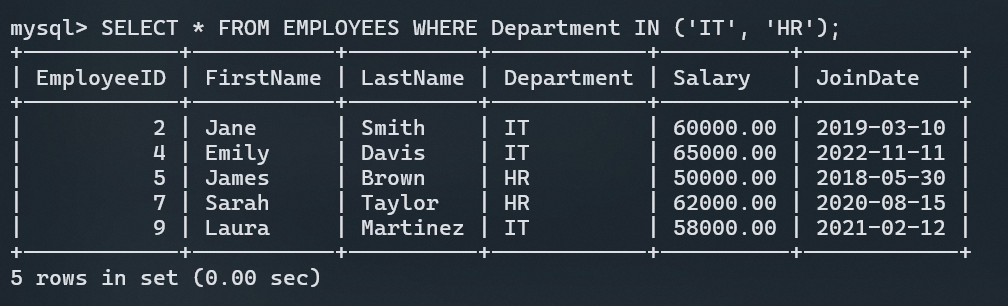 mysql> SELECT * FROM EMPLOYEES WHERE Department IN ('IT', 'HR');
+------------+-----------+----------+------------+----------+------------+
| EmployeeID | FirstName | LastName | Department | Salary   | JoinDate   |
+------------+-----------+----------+------------+----------+------------+
|          2 | Jane      | Smith    | IT         | 60000.00 | 2019-03-10 |
|          4 | Emily     | Davis    | IT         | 65000.00 | 2022-11-11 |
|          5 | James     | Brown    | HR         | 50000.00 | 2018-05-30 |
|          7 | Sarah     | Taylor   | HR         | 62000.00 | 2020-08-15 |
|          9 | Laura     | Martinez | IT         | 58000.00 | 2021-02-12 |
+------------+-----------+----------+------------+----------+------------+
5 rows in set (0.00 sec)